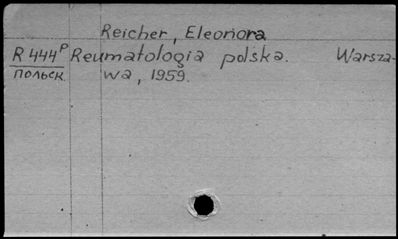 Reicher, Eleonora
R 444ᴾ Reumatologia polska. Warsza-
польск. wa, 1959.